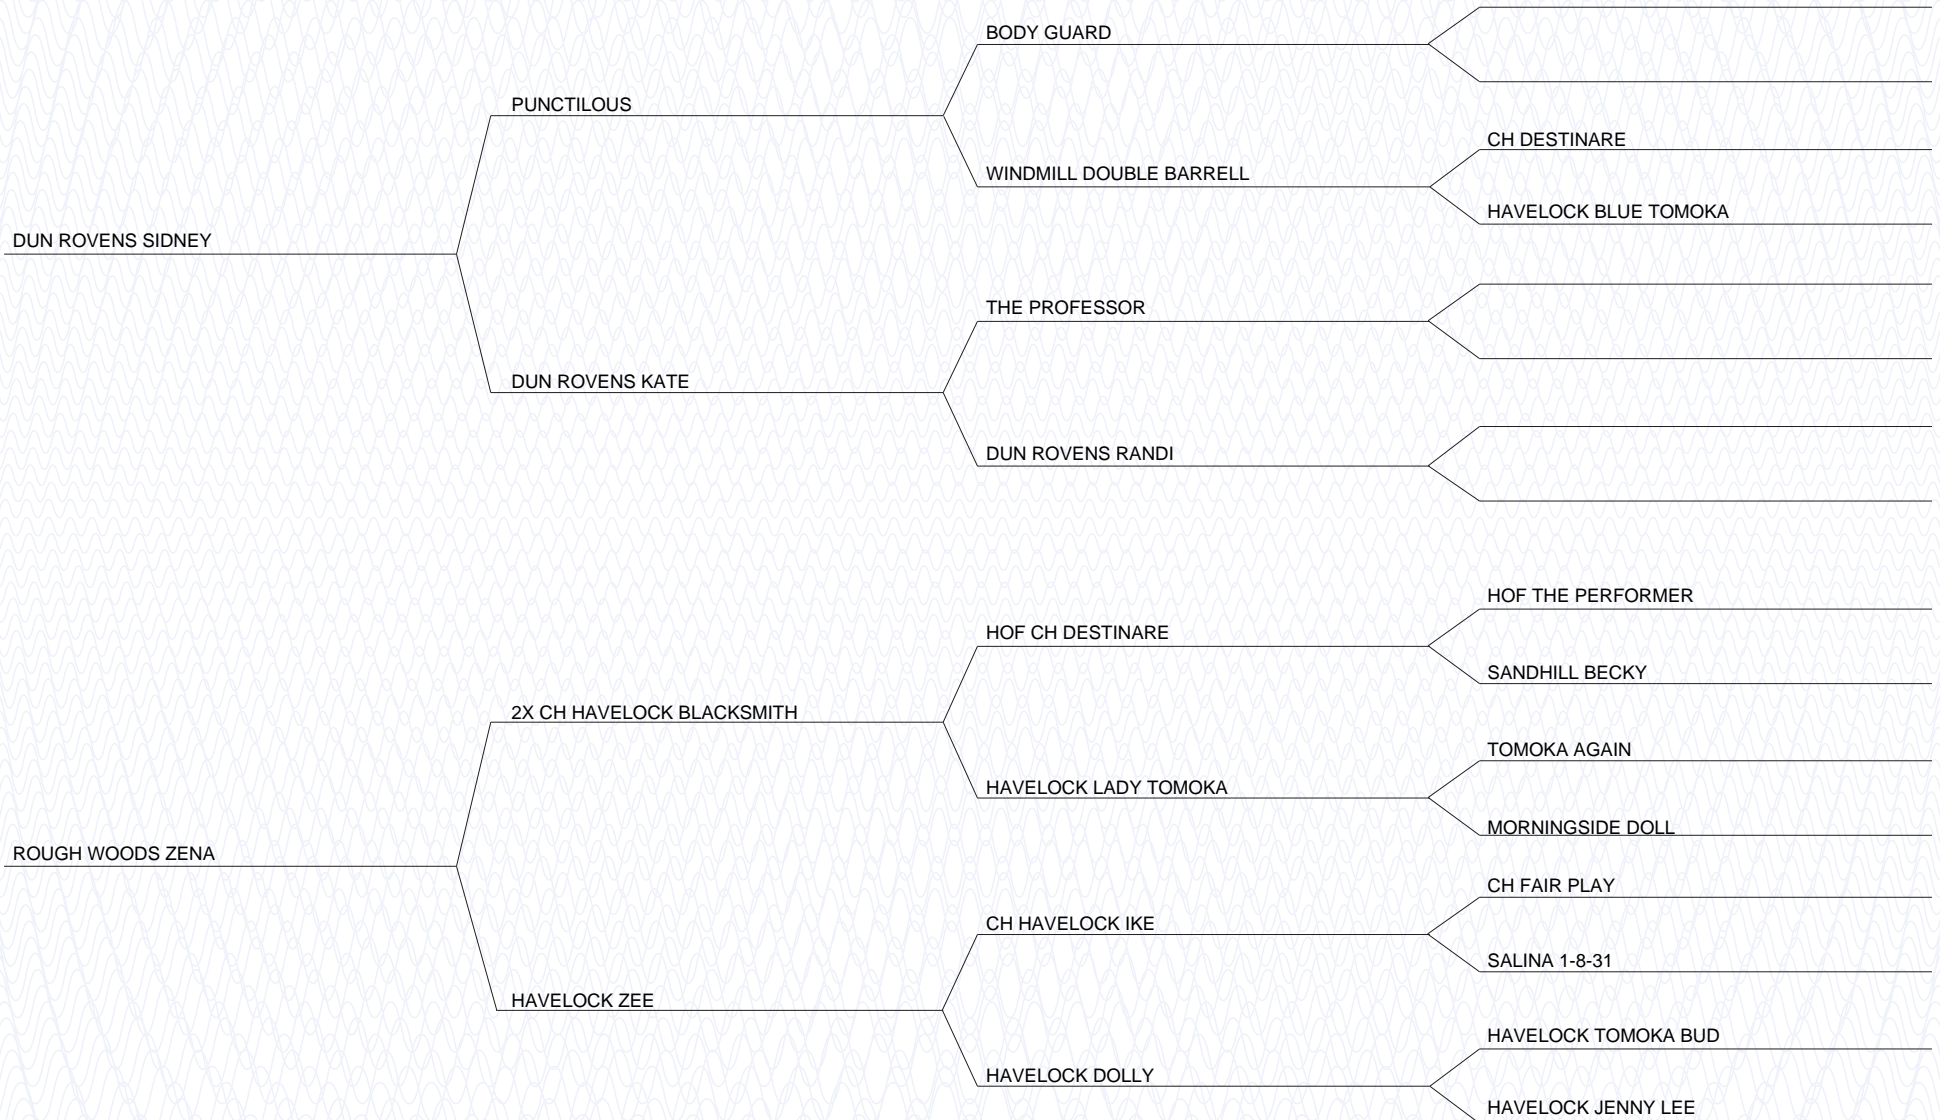 BODY GUARD
PUNCTILOUS
CH DESTINARE
WINDMILL DOUBLE BARRELL
HAVELOCK BLUE TOMOKA
DUN ROVENS SIDNEY
THE PROFESSOR
DUN ROVENS KATE
DUN ROVENS RANDI
HOF THE PERFORMER
HOF CH DESTINARE
SANDHILL BECKY
2X CH HAVELOCK BLACKSMITH
TOMOKA AGAIN
HAVELOCK LADY TOMOKA
MORNINGSIDE DOLL
ROUGH WOODS ZENA
CH FAIR PLAY
CH HAVELOCK IKE
SALINA 1-8-31
HAVELOCK ZEE
HAVELOCK TOMOKA BUD
HAVELOCK DOLLY
HAVELOCK JENNY LEE